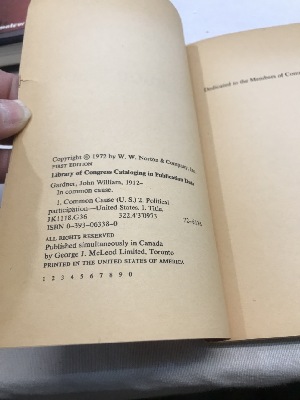 Copyright © 1972 by W. W. Norton & Company, Inc.
FIRST EDITION
Library of Congress Cataloging in Publication Data
Gardner, John William, 1912-
In common cause.
1. Common Cause (U.S.) 2. Political
participation—United States. I. Title.
JK1118.G36 322.4'3'0973
ISBN 0-393-06338-0
ALL RIGHTS RESERVED
Published simultaneously in Canada
by George J. McLeod Limited, Toronto
PRINTED IN THE UNITED STATES OF AMERICA
1 2 3 4 5 6 7 8 9 0
Dedicated to the Members of